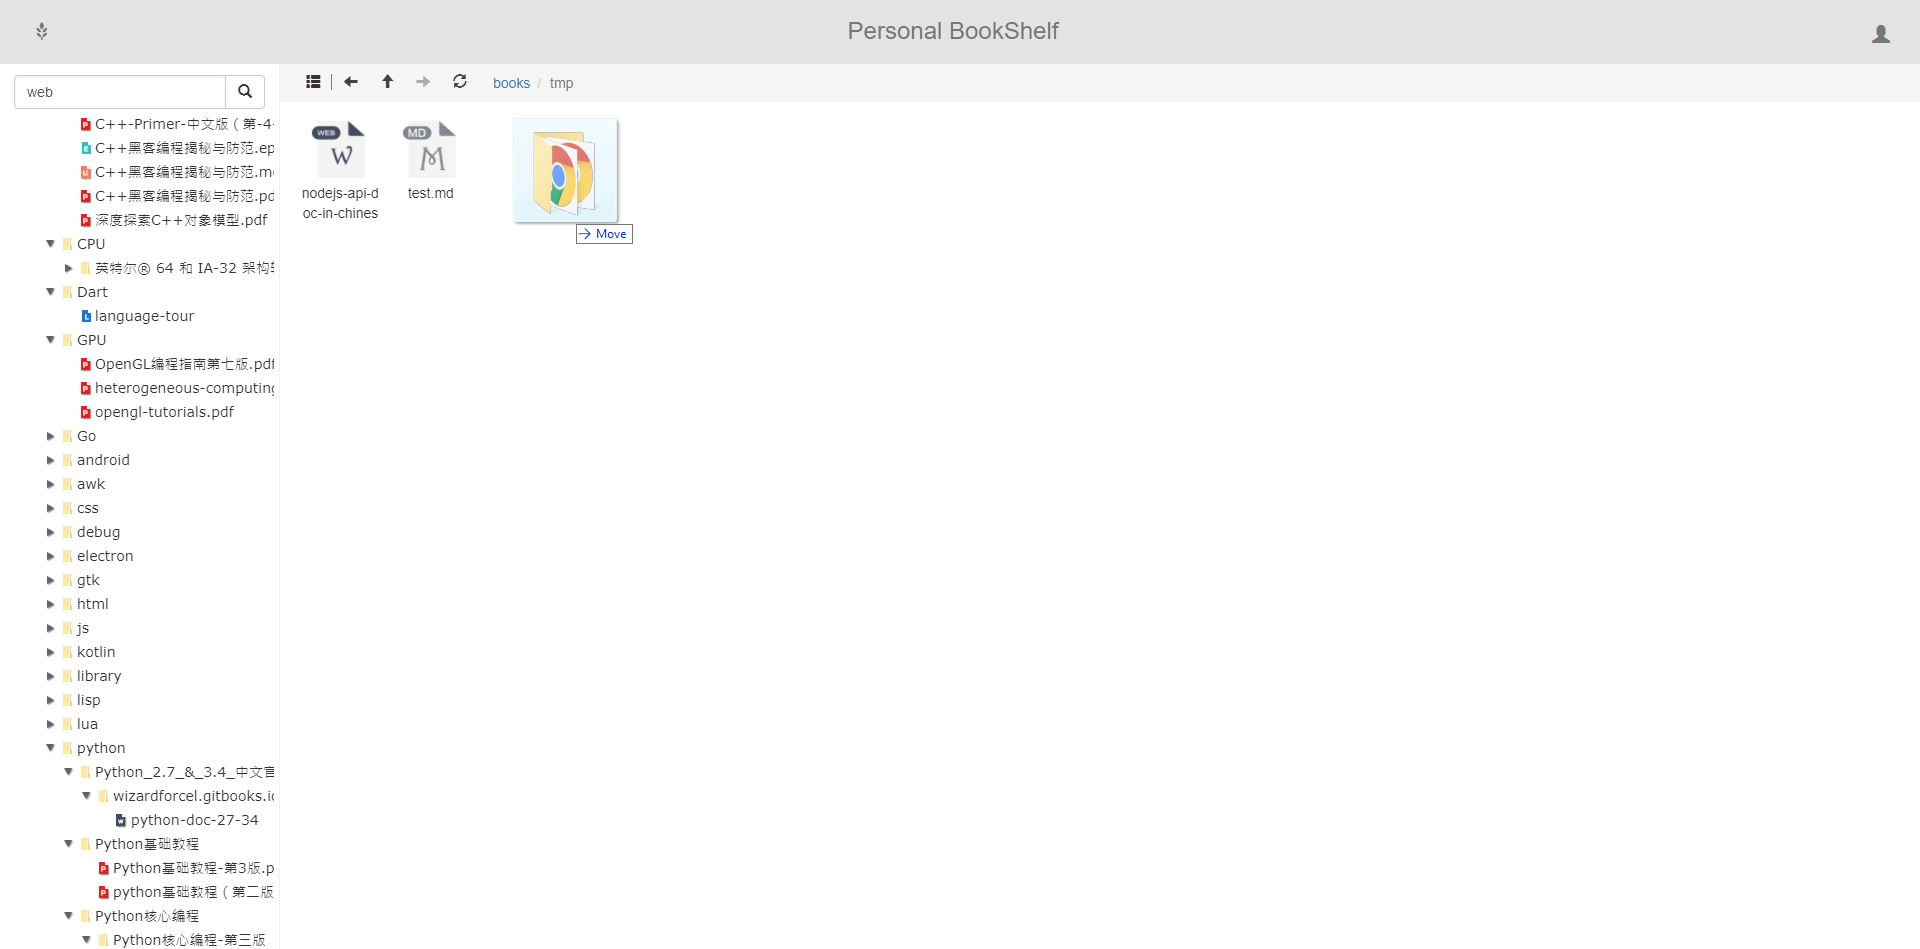 Personal BookShelf
web
books / tmp
C++-Primer-中文版（第-4-
C++黑客编程揭秘与防范.ep
C++黑客编程揭秘与防范.m
C++黑客编程揭秘与防范.pd
深度探索C++对象模型.pdf
CPU
英特尔® 64 和 IA-32 架构
Dart
language-tour
GPU
OpenGL编程指南第七版.pdf
heterogeneous-computing
opengl-tutorials.pdf
Go
android
awk
css
debug
electron
gtk
html
js
kotlin
library
lisp
lua
python
Python_2.7_&_3.4_中文官
wizardforcel.gitbooks.io
python-doc-27-34
Python基础教程
Python基础教程-第3版.p
python基础教程（第二版
Python核心编程
Python核心编程-第三版
WEB
W
nodejs-api-d
oc-in-chines
MD
M
test.md
Move